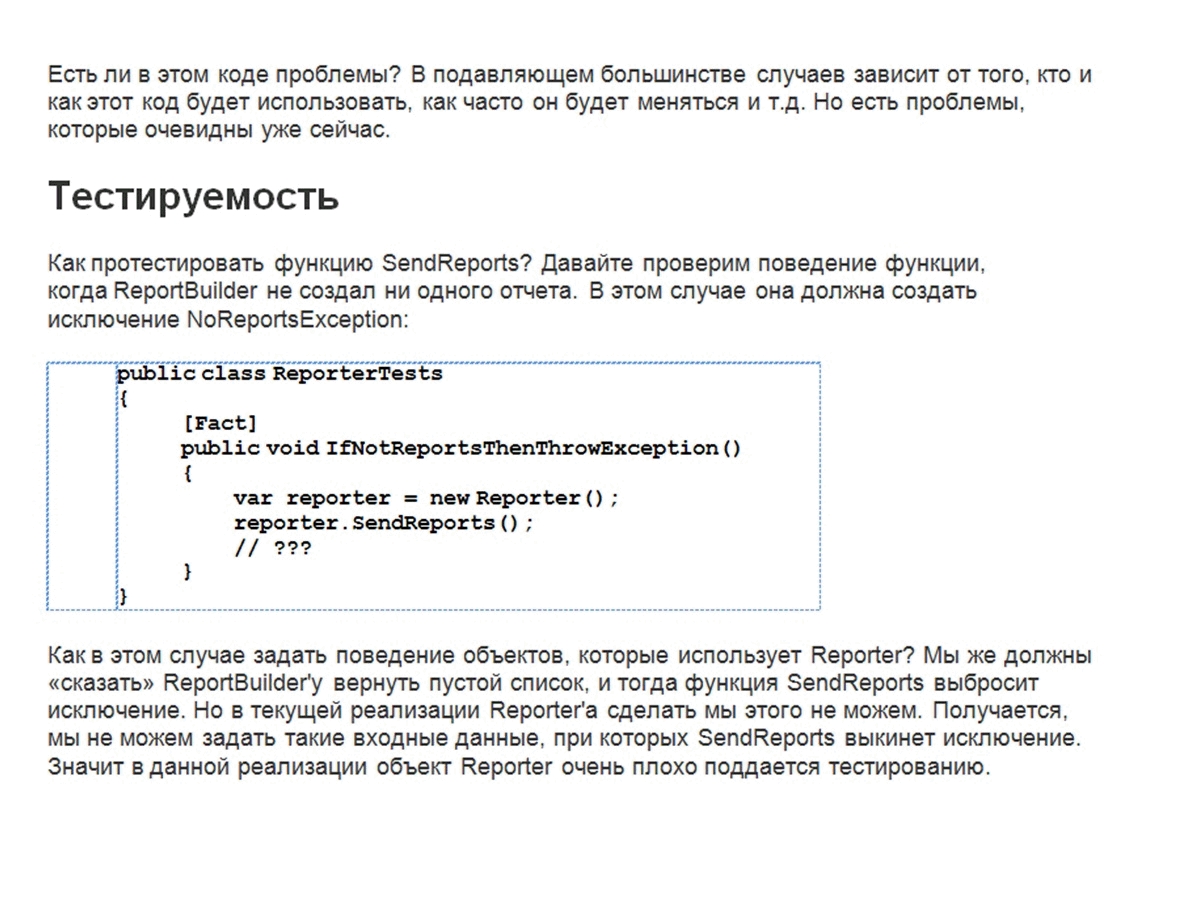 Есть ли в этом коде проблемы? В подавляющем большинстве случаев зависит от того, кто и
как этот код будет использовать, как часто он будет меняться и т.д. Но есть проблемы,
которые очевидны уже сейчас.
Тестируемость
Как протестировать функцию SendReports? Давайте проверим поведение функции,
когда ReportBuilder не создал ни одного отчета. В этом случае она должна создать
исключение NoReportsException:
public class ReporterTests
{
[Fact]
public void IfNotReportsThenThrowException()
{
var reporter = new Reporter();
reporter.SendReports();
// ???
}
}
Как в этом случае задать поведение объектов, которые использует Reporter? Мы же должны
«сказать» ReportBuilder'у вернуть пустой список, и тогда функция SendReports выбросит
исключение. Но в текущей реализации Reporter'а сделать мы этого не можем. Получается,
мы не можем задать такие входные данные, при которых SendReports выкинет исключение.
Значит в данной реализации объект Reporter очень плохо поддается тестированию.